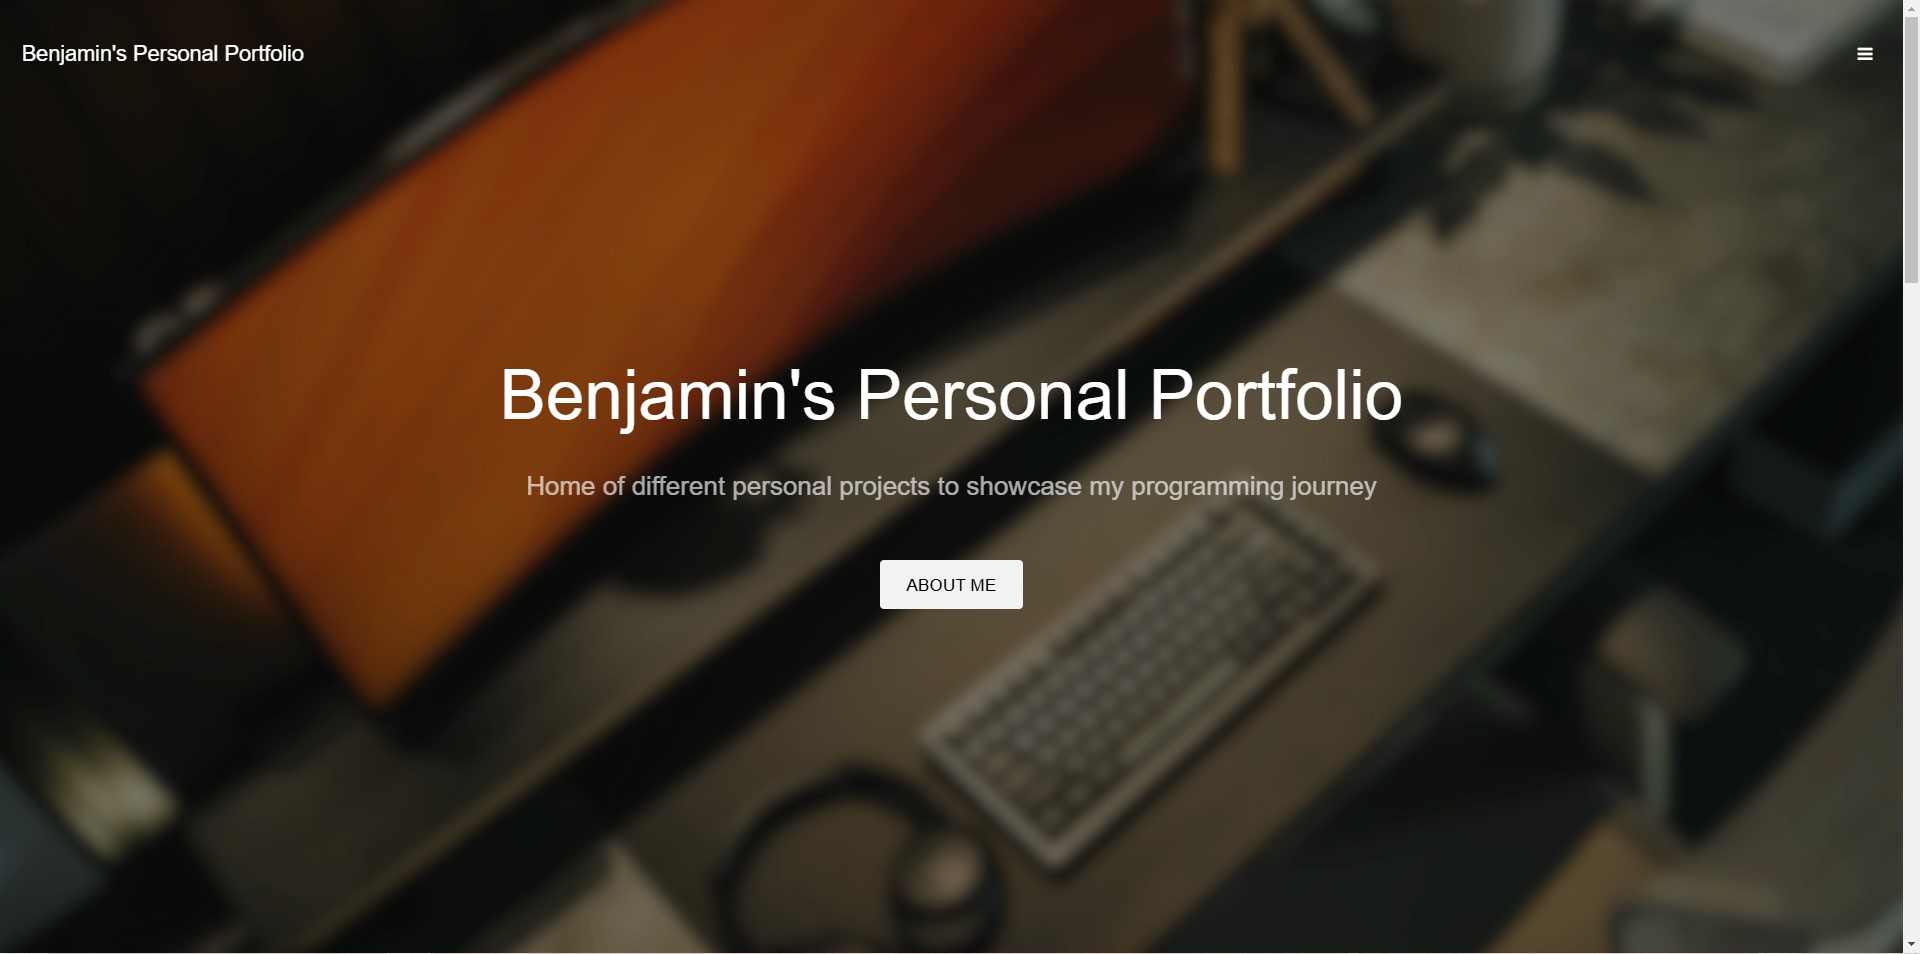 Benjamin's Personal Portfolio
Benjamin's Personal Portfolio
Home of different personal projects to showcase my programming journey
ABOUT ME